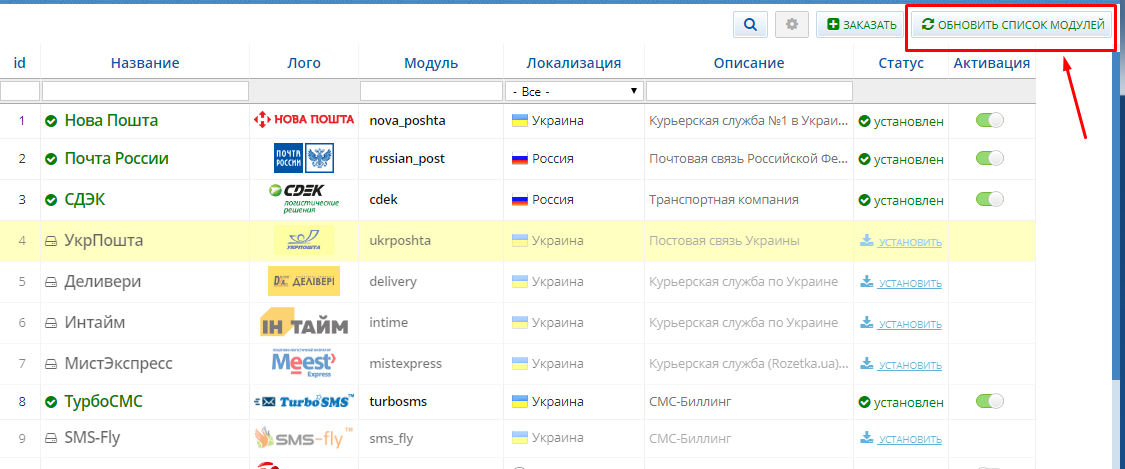 ЗАКАЗАТЬ ОБНОВИТЬ СПИСОК МОДУЛЕЙ
id Название Лого Модуль Локализация Описание Статус Активация
- Все -
1 Нова Пошта НОВА ПОШТА nova_poshta Украина Курьерская служба №1 в Украи... установлен
2 Почта России ПОЧТА РОССИИ russian_post Россия Почтовая связь Российской Фе... установлен
3 СДЭК CDEK логистические решения cdek Россия Транспортная компания установлен
4 УкрПошта УКРПОШТА ukrposhta Украина Постовая связь Украины УСТАНОВИТЬ
5 Деливери ДЕЛІВЕРІ delivery Украина Курьерская служба по Украине УСТАНОВИТЬ
6 Интайм ІН ТАЙМ intime Украина Курьерская служба по Украине УСТАНОВИТЬ
7 МистЭкспресс Meest Express mistexpress Украина Курьерская служба (Rozetka.ua)... УСТАНОВИТЬ
8 ТурбоСМС TurboSMS™ turbosms Украина СМС-Биллинг установлен
9 SMS-Fly SMS-fly™ sms_fly Украина СМС-Биллинг УСТАНОВИТЬ